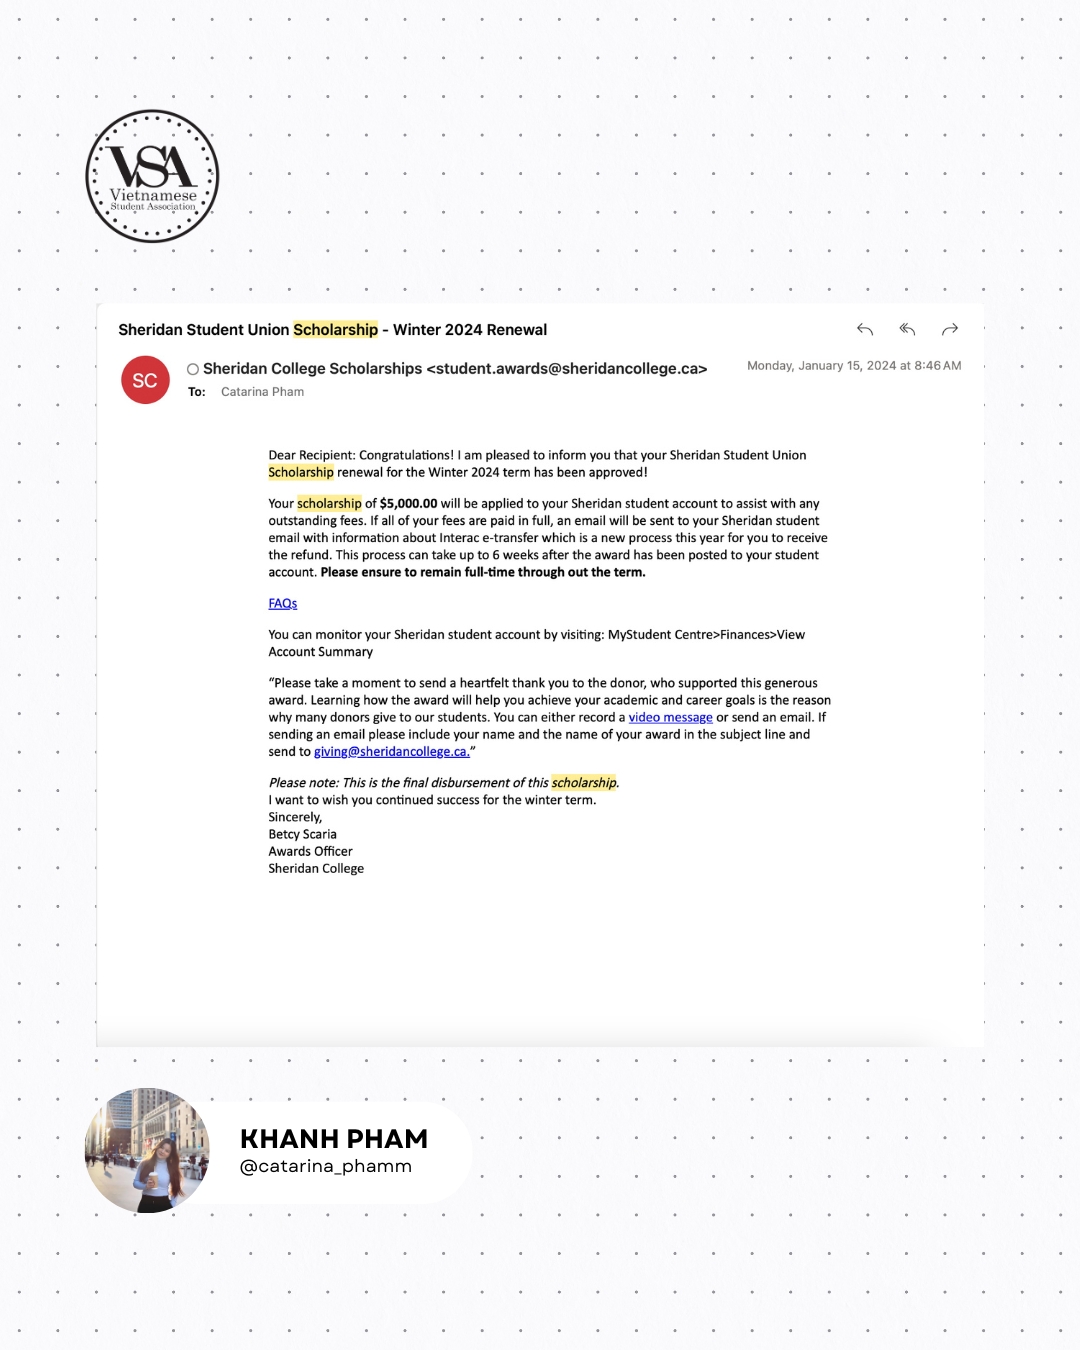 VSA
Vietnamese
Student Association
Sheridan Student Union Scholarship - Winter 2024 Renewal
SC
Sheridan College Scholarships <student.awards@sheridancollege.ca>
Monday, January 15, 2024 at 8:46 AM
To: Catarina Pham
Dear Recipient: Congratulations! I am pleased to inform you that your Sheridan Student Union
Scholarship renewal for the Winter 2024 term has been approved!
Your scholarship of $5,000.00 will be applied to your Sheridan student account to assist with any
outstanding fees. If all of your fees are paid in full, an email will be sent to your Sheridan student
email with information about Interac e-transfer which is a new process this year for you to receive
the refund. This process can take up to 6 weeks after the award has been posted to your student
account. Please ensure to remain full-time through out the term.
FAQs
You can monitor your Sheridan student account by visiting: MyStudent Centre>Finances>View
Account Summary
“Please take a moment to send a heartfelt thank you to the donor, who supported this generous
award. Learning how the award will help you achieve your academic and career goals is the reason
why many donors give to our students. You can either record a video message or send an email. If
sending an email please include your name and the name of your award in the subject line and
send to giving@sheridancollege.ca.”
Please note: This is the final disbursement of this scholarship.
I want to wish you continued success for the winter term.
Sincerely,
Betcy Scaria
Awards Officer
Sheridan College
KHANH PHAM
@catarina_phamm